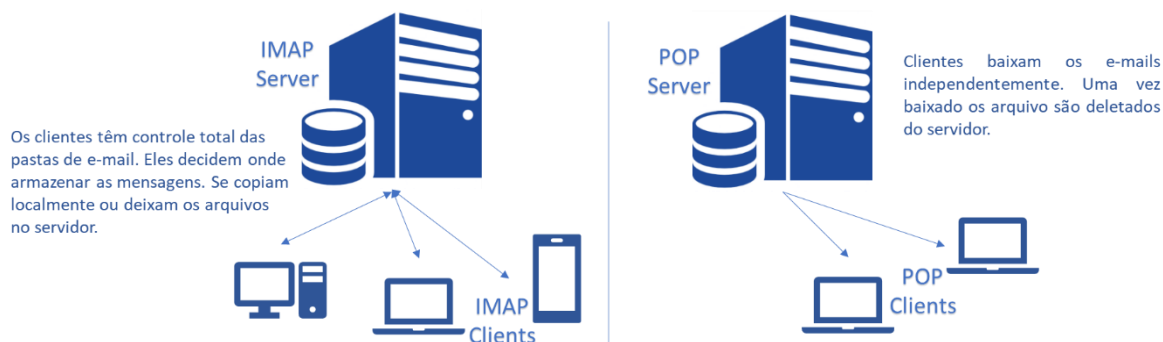 IMAP
Server
Os clientes têm controle total das
pastas de e-mail. Eles decidem onde
armazenar as mensagens. Se copiam
localmente ou deixam os arquivos
no servidor.
IMAP
Clients
POP
Server
Clientes baixam os e-mails
independentemente. Uma vez
baixado os arquivo são deletados
do servidor.
POP
Clients